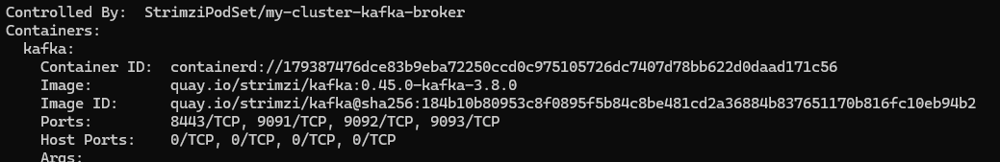 Controlled By:  StrimziPodSet/my-cluster-kafka-broker
Containers:
  kafka:
    Container ID:  containerd://179387476dce83b9eba72250ccd0c975105726dc7407d78bb622d0daad171c56
    Image:         quay.io/strimzi/kafka:0.45.0-kafka-3.8.0
    Image ID:      quay.io/strimzi/kafka@sha256:184b10b80953c8f0895f5b84c8be481cd2a36884b837651170b816fc10eb94b2
    Ports:         8443/TCP, 9091/TCP, 9092/TCP, 9093/TCP
    Host Ports:    0/TCP, 0/TCP, 0/TCP, 0/TCP
    Args: